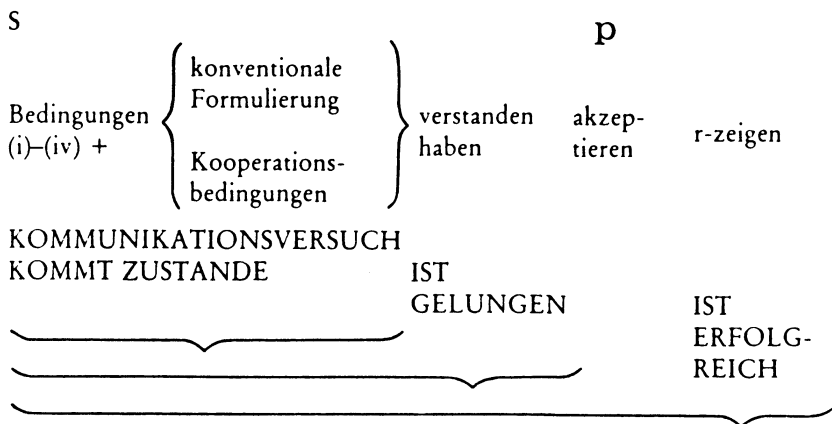 S
p
Bedingungen
(i)–(iv) +
konventionale
Formulierung
Kooperations-
bedingungen
verstanden
haben
akzep-
tieren
r-zeigen
KOMMUNIKATIONSVERSUCH
KOMMT ZUSTANDE
IST
GELUNGEN
IST
ERFOLG-
REICH